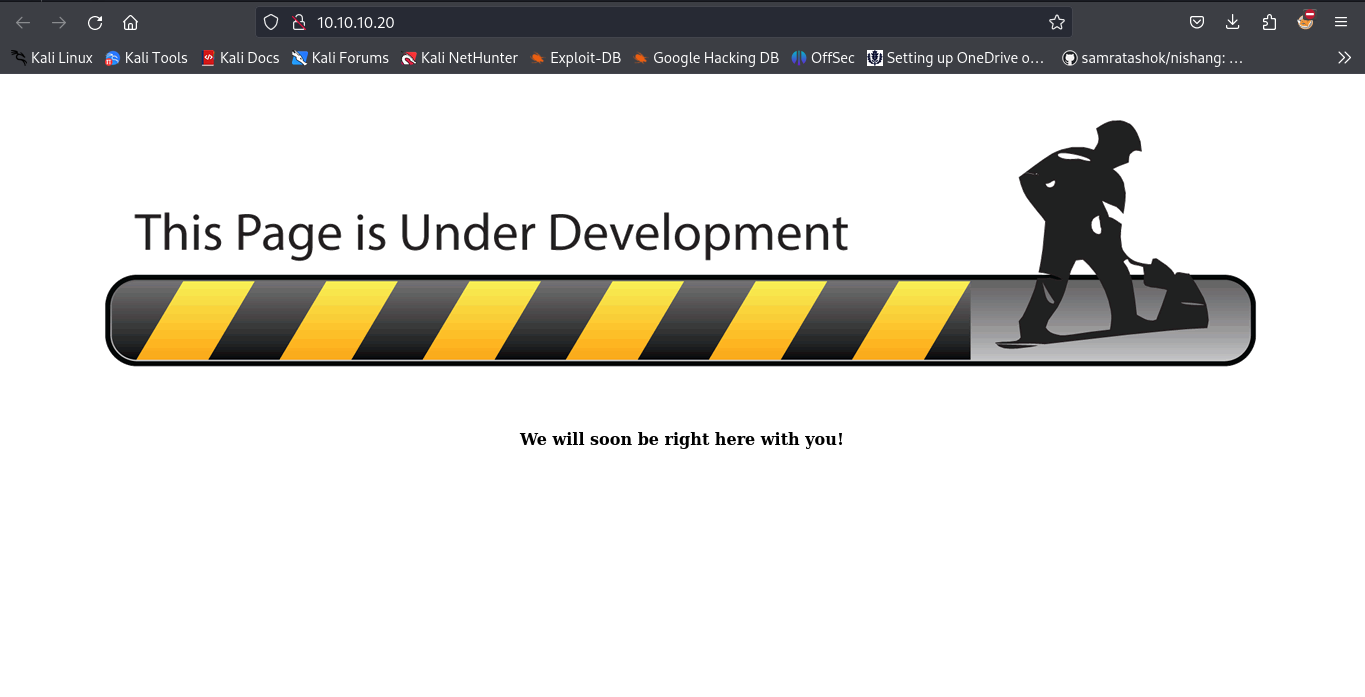 10.10.10.20
Kali Linux Kali Tools Kali Docs Kali Forums Kali NetHunter Exploit-DB Google Hacking DB OffSec Setting up OneDrive o… samratashok/nishang: …
This Page is Under Development
We will soon be right here with you!